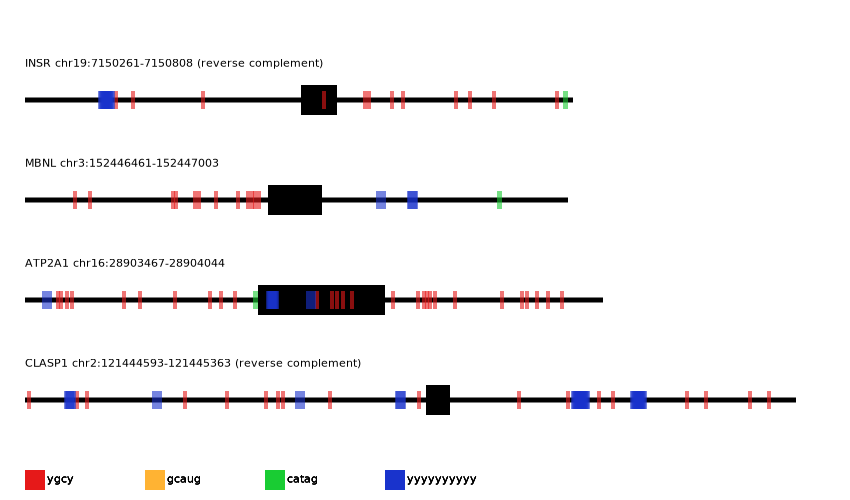 INSR chr19:7150261-7150808 (reverse complement)
MBNL chr3:152446461-152447003
ATP2A1 chr16:28903467-28904044
CLASP1 chr2:121444593-121445363 (reverse complement)
ygcy gcaug catag yyyyyyyyyy